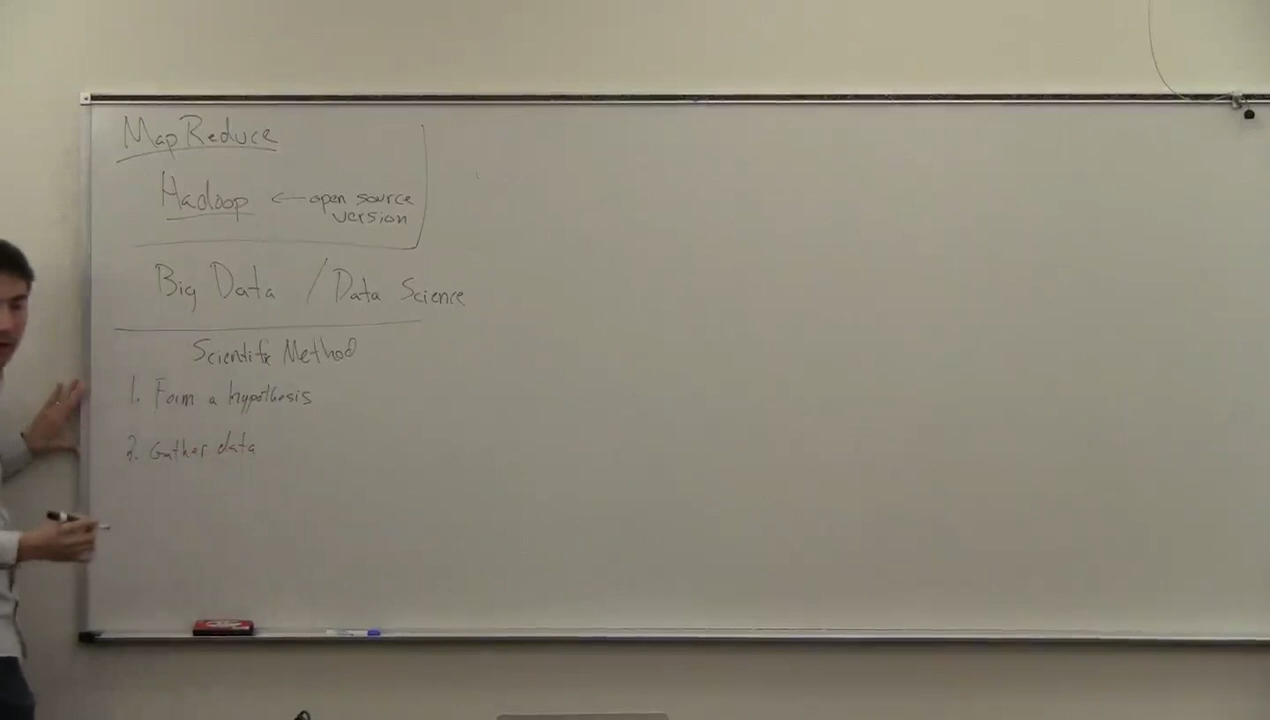 MapReduce
Hadoop ← open source
version
Big Data / Data Science
Scientific Method
1. Form a hypothesis
2. Gather data